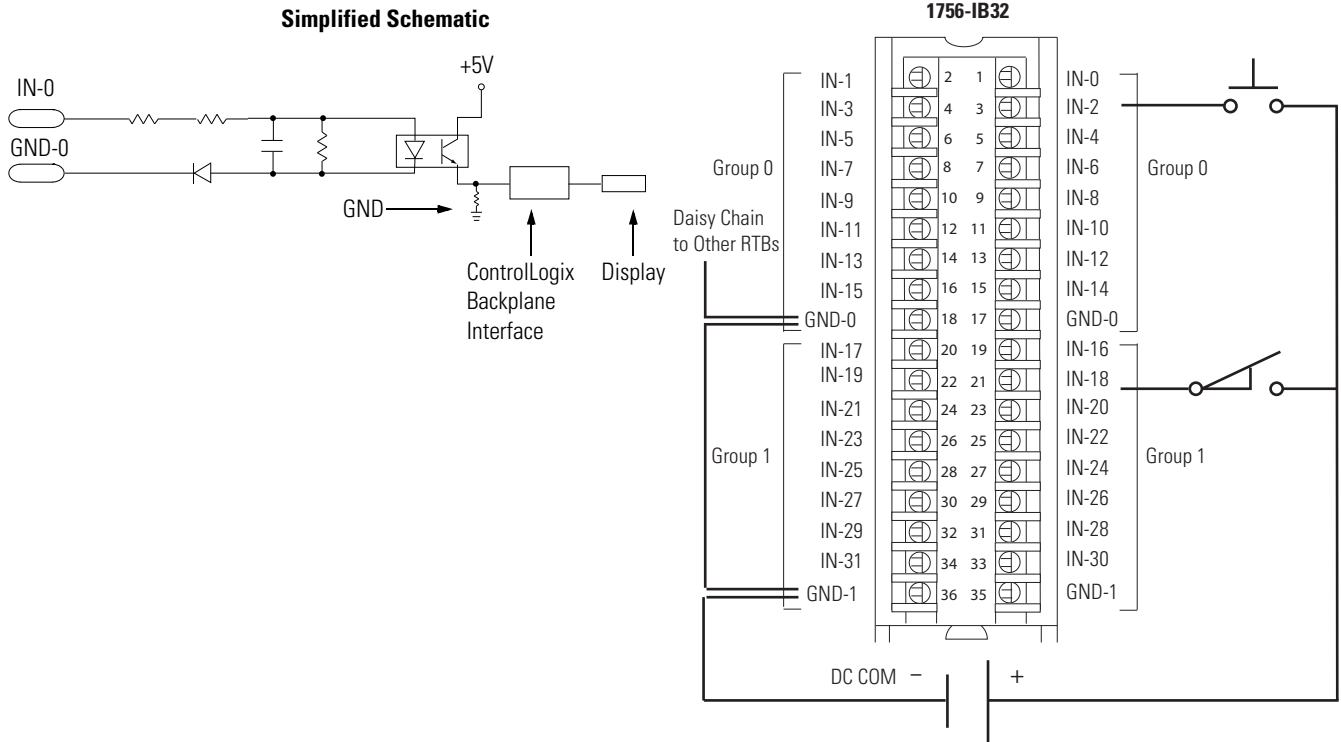 Simplified Schematic
IN-0
GND-0
+5V
GND
ControlLogix
Backplane
Interface
Display
1756-IB32
IN-1 2 1 IN-0
IN-3 4 3 IN-2
IN-5 6 5 IN-4
IN-7 8 7 IN-6
IN-9 10 9 IN-8
IN-11 12 11 IN-10
IN-13 14 13 IN-12
IN-15 16 15 IN-14
GND-0 18 17 GND-0
IN-17 20 19 IN-16
IN-19 22 21 IN-18
IN-21 24 23 IN-20
IN-23 26 25 IN-22
IN-25 28 27 IN-24
IN-27 30 29 IN-26
IN-29 32 31 IN-28
IN-31 34 33 IN-30
GND-1 36 35 GND-1
Group 0
Group 0
Daisy Chain
to Other RTBs
Group 1
Group 1
DC COM – +